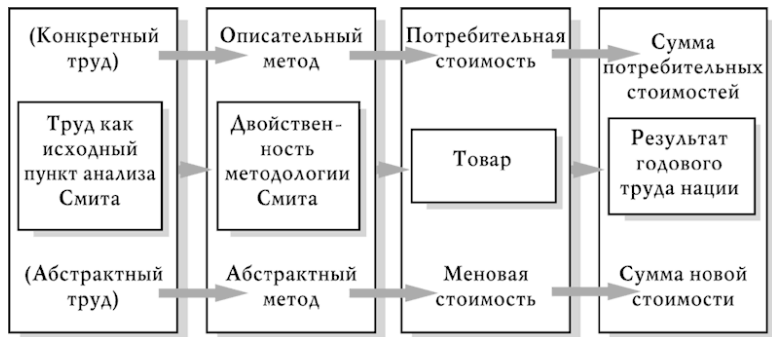 (Конкретный
труд)
Труд как
исходный
пункт анализа
Смита
(Абстрактный
труд)
Описательный
метод
Двойствен-
ность
методологии
Смита
Абстрактный
метод
Потребительная
стоимость
Товар
Меновая
стоимость
Сумма
потребительных
стоимостей
Результат
годового
труда нации
Сумма новой
стоимости